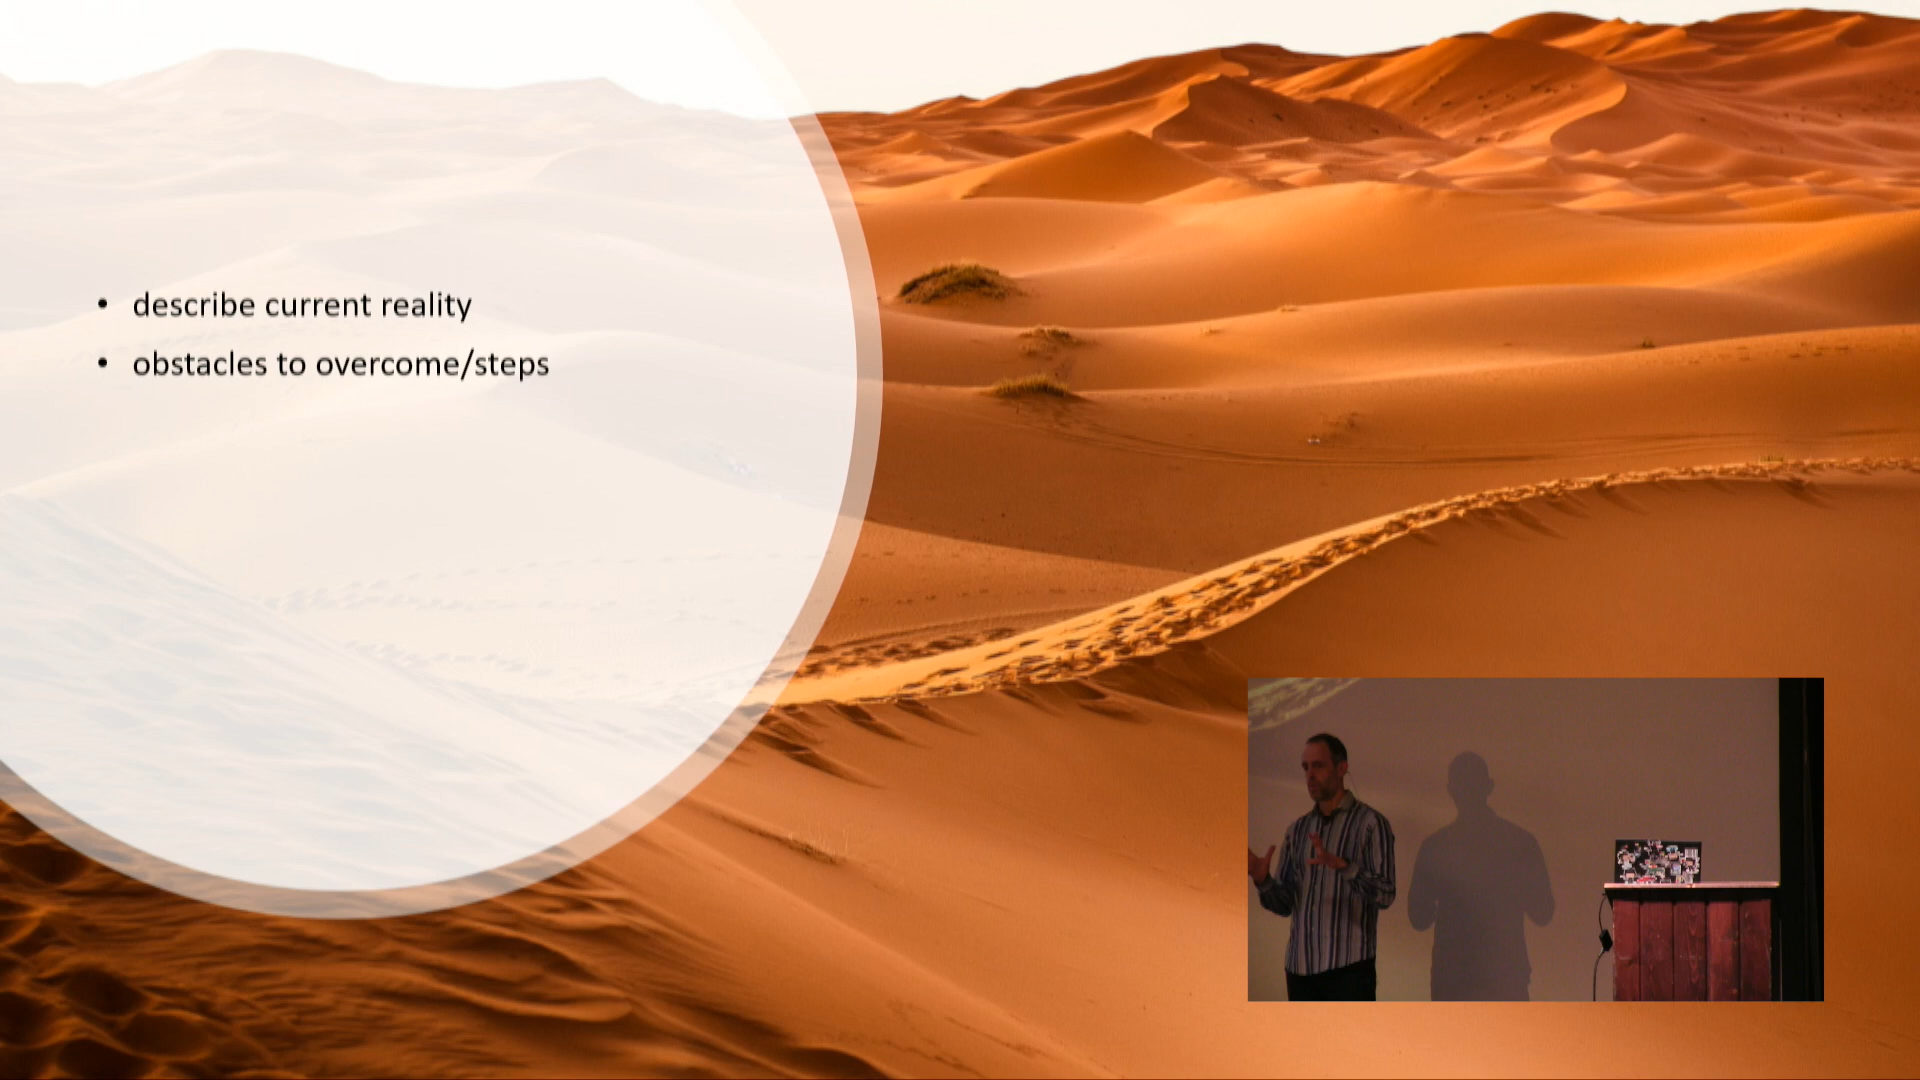 • describe current reality
• obstacles to overcome/steps